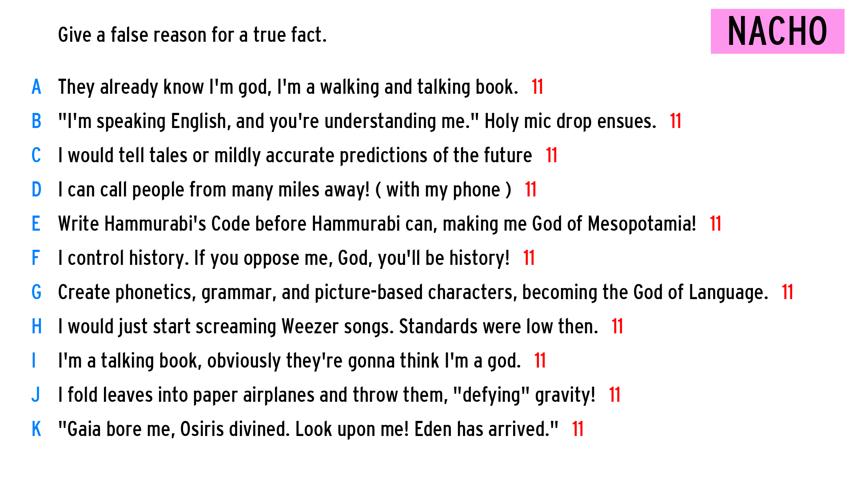 Give a false reason for a true fact.
NACHO
A They already know I'm god, I'm a walking and talking book. 11
B "I'm speaking English, and you're understanding me." Holy mic drop ensues. 11
C I would tell tales or mildly accurate predictions of the future 11
D I can call people from many miles away! ( with my phone ) 11
E Write Hammurabi's Code before Hammurabi can, making me God of Mesopotamia! 11
F I control history. If you oppose me, God, you'll be history! 11
G Create phonetics, grammar, and picture-based characters, becoming the God of Language. 11
H I would just start screaming Weezer songs. Standards were low then. 11
I I'm a talking book, obviously they're gonna think I'm a god. 11
J I fold leaves into paper airplanes and throw them, "defying" gravity! 11
K "Gaia bore me, Osiris divined. Look upon me! Eden has arrived." 11